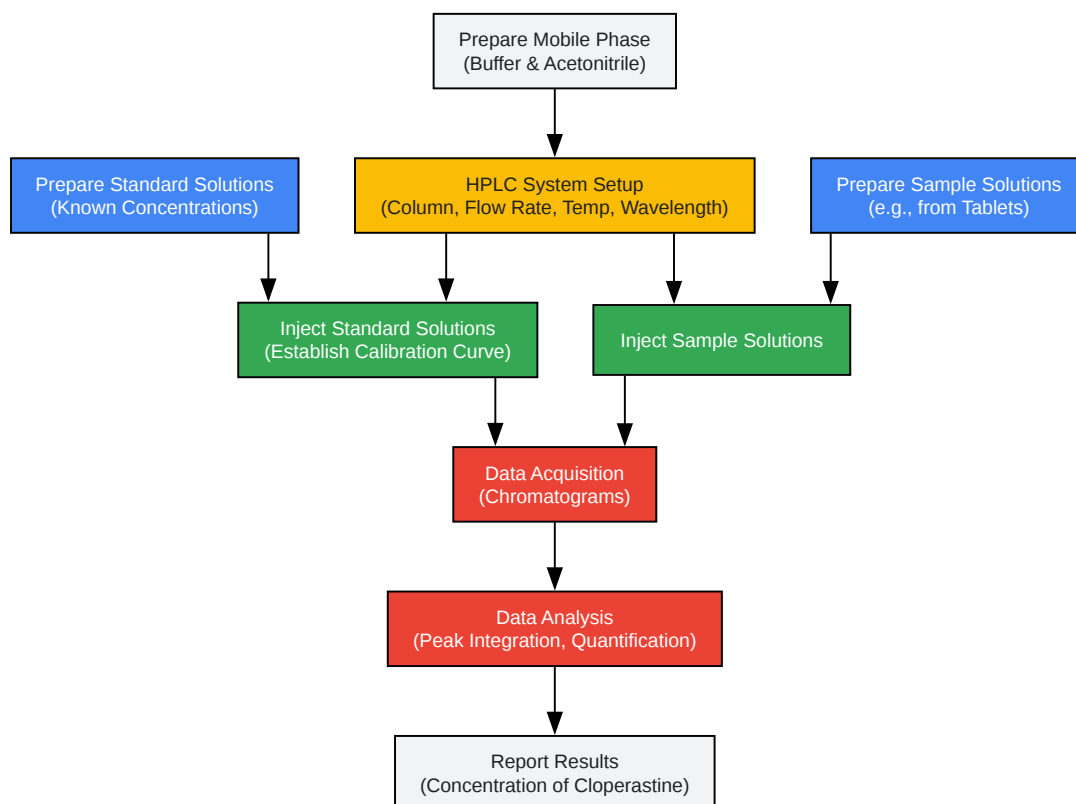 Prepare Mobile Phase
(Buffer & Acetonitrile)
Prepare Standard Solutions
(Known Concentrations)
HPLC System Setup
(Column, Flow Rate, Temp, Wavelength)
Prepare Sample Solutions
(e.g., from Tablets)
Inject Standard Solutions
(Establish Calibration Curve)
Inject Sample Solutions
Data Acquisition
(Chromatograms)
Data Analysis
(Peak Integration, Quantification)
Report Results
(Concentration of Cloperastine)